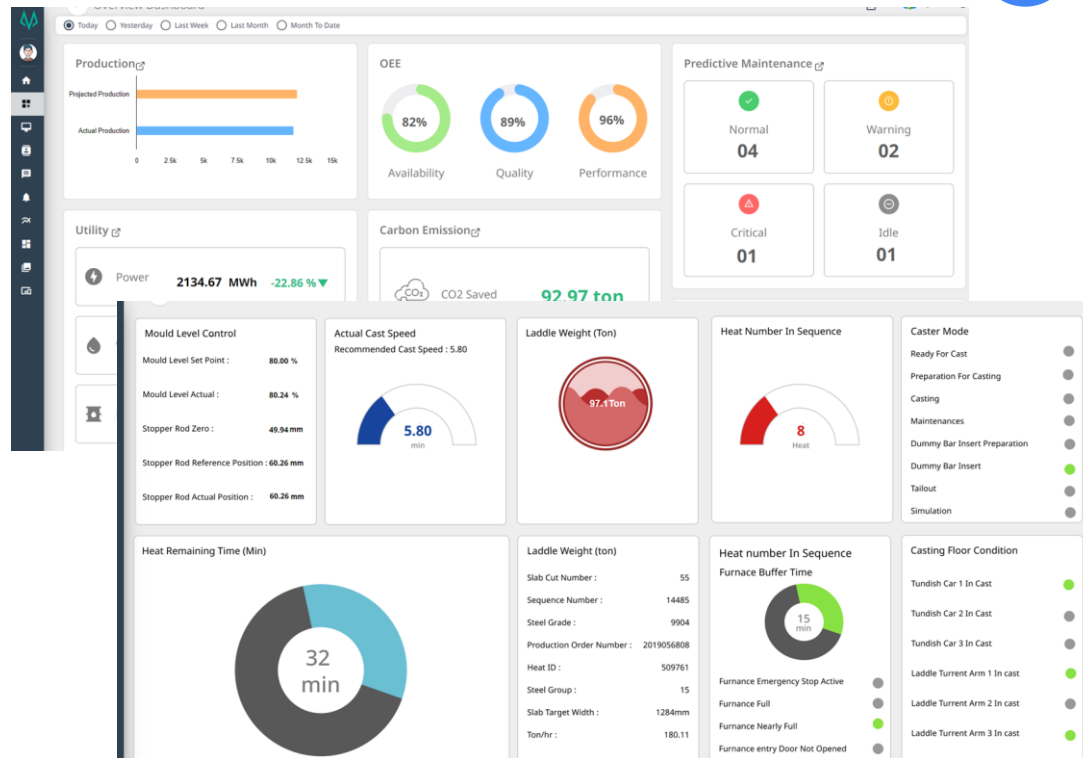 Overview Dashboard
Today Yesterday Last Week Last Month Month To Date
Production
Projected Production
Actual Production
0 2.5k 5k 7.5k 10k 12.5k 15k
OEE
82% 89% 96%
Availability Quality Performance
Predictive Maintenance
Normal
04
Warning
02
Critical
01
Idle
01
Utility
Power 2134.67 MWh -22.86 %
Carbon Emission
CO2
CO2 Saved 92.97 ton
Mould Level Control
Mould Level Set Point : 80.00 %
Mould Level Actual : 80.24 %
Stopper Rod Zero : 49.94 mm
Stopper Rod Reference Position : 60.26 mm
Stopper Rod Actual Position : 60.26 mm
Actual Cast Speed
Recommended Cast Speed : 5.80
5.80
min
Laddle Weight (Ton)
97.1Ton
Heat Number In Sequence
8
Heat
Caster Mode
Ready For Cast
Preparation For Casting
Casting
Maintenances
Dummy Bar Insert Preparation
Dummy Bar Insert
Tailout
Simulation
Heat Remaining Time (Min)
32
min
Laddle Weight (ton)
Slab Cut Number : 55
Sequence Number : 14485
Steel Grade : 9904
Production Order Number : 2019056808
Heat ID : 509761
Steel Group : 15
Slab Target Width : 1284mm
Ton/hr : 180.11
Heat number In Sequence
Furnace Buffer Time
15
min
Furnance Emergency Stop Active
Furnance Full
Furnance Nearly Full
Furnance entry Door Not Opened
Casting Floor Condition
Tundish Car 1 In Cast
Tundish Car 2 In Cast
Tundish Car 3 In Cast
Laddle Turrent Arm 1 In cast
Laddle Turrent Arm 2 In cast
Laddle Turrent Arm 3 In cast